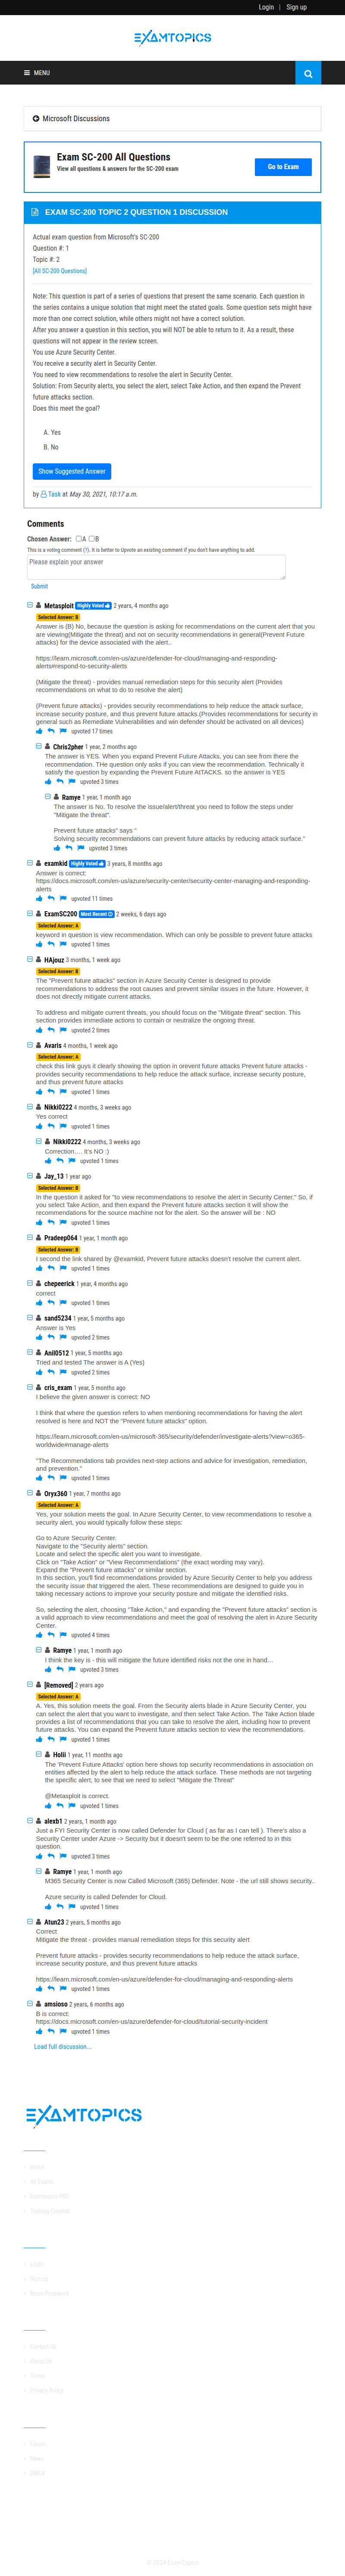 Login | Sign up
EXAMTOPICS
MENU
Microsoft Discussions
Exam SC-200 All Questions
View all questions & answers for the SC-200 exam
Go to Exam
EXAM SC-200 TOPIC 2 QUESTION 1 DISCUSSION
Actual exam question from Microsoft's SC-200
Question #: 1
Topic #: 2
[All SC-200 Questions]
Note: This question is part of a series of questions that present the same scenario. Each question in
the series contains a unique solution that might meet the stated goals. Some question sets might have
more than one correct solution, while others might not have a correct solution.
After you answer a question in this section, you will NOT be able to return to it. As a result, these
questions will not appear in the review screen.
You use Azure Security Center.
You receive a security alert in Security Center.
You need to view recommendations to resolve the alert in Security Center.
Solution: From Security alerts, you select the alert, select Take Action, and then expand the Prevent
future attacks section.
Does this meet the goal?
A. Yes
B. No
Show Suggested Answer
by Task at May 30, 2021, 10:17 a.m.
Comments
Chosen Answer: A B
This is a voting comment (?). It is better to Upvote an existing comment if you don't have anything to add.
Please explain your answer
Submit
Metasploit Highly Voted 2 years, 4 months ago
Selected Answer: B
Answer is (B) No, because the question is asking for recommendations on the current alert that you
are viewing(Mitigate the threat) and not on security recommendations in general(Prevent Future
attacks) for the device associated with the alert..
https://learn.microsoft.com/en-us/azure/defender-for-cloud/managing-and-responding-
alerts#respond-to-security-alerts
(Mitigate the threat) - provides manual remediation steps for this security alert (Provides
recommendations on what to do to resolve the alert)
(Prevent future attacks) - provides security recommendations to help reduce the attack surface,
increase security posture, and thus prevent future attacks.(Provides recommendations for security in
general such as Remediate Vulnerabilities and win defender should be activated on all devices)
upvoted 17 times
Chris2pher 1 year, 2 months ago
The answer is YES. When you expand Prevent Future Attacks, you can see from there the
recommendation. THe question only asks if you can view the recommendation. Technically it
satisfy the question by expanding the Prevent Future AITACKS. so the answer is YES
upvoted 3 times
Ramye 1 year, 1 month ago
The answer is No. To resolve the issue/alert/threat you need to follow the steps under
"Mitigate the threat".
Prevent future attacks" says "
Solving security recommendations can prevent future attacks by reducing attack surface."
upvoted 3 times
examkid Highly Voted 3 years, 8 months ago
Answer is correct:
https://docs.microsoft.com/en-us/azure/security-center/security-center-managing-and-responding-
alerts
upvoted 11 times
ExamSC200 Most Recent 2 weeks, 6 days ago
Selected Answer: A
keyword in question is view recommendation. Which can only be possible to prevent future attacks
upvoted 1 times
HAjouz 3 months, 1 week ago
Selected Answer: B
The "Prevent future attacks" section in Azure Security Center is designed to provide
recommendations to address the root causes and prevent similar issues in the future. However, it
does not directly mitigate current attacks.
To address and mitigate current threats, you should focus on the "Mitigate threat" section. This
section provides immediate actions to contain or neutralize the ongoing threat.
upvoted 2 times
Avaris 4 months, 1 week ago
Selected Answer: A
check this link guys it clearly showing the option in orevent future attacks Prevent future attacks -
provides security recommendations to help reduce the attack surface, increase security posture,
and thus prevent future attacks
upvoted 1 times
Nikki0222 4 months, 3 weeks ago
Yes correct
upvoted 1 times
Nikki0222 4 months, 3 weeks ago
Correction.... It's NO :)
upvoted 1 times
Jay_13 1 year ago
Selected Answer: B
In the question it asked for "to view recommendations to resolve the alert in Security Center." So, if
you select Take Action, and then expand the Prevent future attacks section it will show the
recommendations for the source machine not for the alert. So the answer will be : NO
upvoted 1 times
Pradeep064 1 year, 1 month ago
Selected Answer: B
I second the link shared by @examkid, Prevent future attacks doesn't resolve the current alert.
upvoted 1 times
chepeerick 1 year, 4 months ago
correct
upvoted 1 times
sand5234 1 year, 5 months ago
Answer is Yes
upvoted 2 times
Anil0512 1 year, 5 months ago
Tried and tested The answer is A (Yes)
upvoted 2 times
cris_exam 1 year, 5 months ago
I believe the given answer is correct: NO
I think that where the question refers to when mentioning recommendations for having the alert
resolved is here and NOT the "Prevent future attacks" option.
https://learn.microsoft.com/en-us/microsoft-365/security/defender/investigate-alerts?view=o365-
worldwide#manage-alerts
"The Recommendations tab provides next-step actions and advice for investigation, remediation,
and prevention."
upvoted 1 times
Oryx360 1 year, 7 months ago
Selected Answer: A
Yes, your solution meets the goal. In Azure Security Center, to view recommendations to resolve a
security alert, you would typically follow these steps:
Go to Azure Security Center.
Navigate to the "Security alerts" section.
Locate and select the specific alert you want to investigate.
Click on "Take Action" or "View Recommendations" (the exact wording may vary).
Expand the "Prevent future attacks" or similar section.
In this section, you'll find recommendations provided by Azure Security Center to help you address
the security issue that triggered the alert. These recommendations are designed to guide you in
taking necessary actions to improve your security posture and mitigate the identified risks.
So, selecting the alert, choosing "Take Action," and expanding the "Prevent future attacks" section is
a valid approach to view recommendations and meet the goal of resolving the alert in Azure Security
Center.
upvoted 4 times
Ramye 1 year, 1 month ago
I think the key is - this will mitigate the future identified risks not the one in hand…
upvoted 3 times
[Removed] 2 years ago
Selected Answer: A
A. Yes, this solution meets the goal. From the Security alerts blade in Azure Security Center, you
can select the alert that you want to investigate, and then select Take Action. The Take Action blade
provides a list of recommendations that you can take to resolve the alert, including how to prevent
future attacks. You can expand the Prevent future attacks section to view the recommendations.
upvoted 1 times
Holii 1 year, 11 months ago
The 'Prevent Future Attacks' option here shows top security recommendations in association on
entities affected by the alert to help reduce the threat attack surface. These methods are not targeting
the specific alert, to see that we need to select "Mitigate the Threat"
@Metasploit is correct.
upvoted 1 times
alexb1 2 years, 1 month ago
Just a FYI Security Center is now called Defender for Cloud ( as far as I can tell ). There's also a
Security Center under Azure -> Security but it doesn't seem to be the one referred to in this
question.
upvoted 3 times
Ramye 1 year, 1 month ago
M365 Security Center is now Called Microsoft (365) Defender. Note - the url still shows security..
Azure security is called Defender for Cloud.
upvoted 1 times
Atun23 2 years, 5 months ago
Correct
Mitigate the threat - provides manual remediation steps for this security alert
Prevent future attacks - provides security recommendations to help reduce the attack surface,
increase security posture, and thus prevent future attacks
https://learn.microsoft.com/en-us/azure/defender-for-cloud/managing-and-responding-alerts
upvoted 1 times
amsioso 2 years, 6 months ago
B is correct:
https://docs.microsoft.com/en-us/azure/defender-for-cloud/tutorial-security-incident
upvoted 1 times
Load full discussion...
EXAMTOPICS
Home
All Exams
Examtopics PRO
Training Courses
Login
Sign up
Reset Password
Contact Us
About Us
Terms
Privacy Policy
Forum
News
DMCA